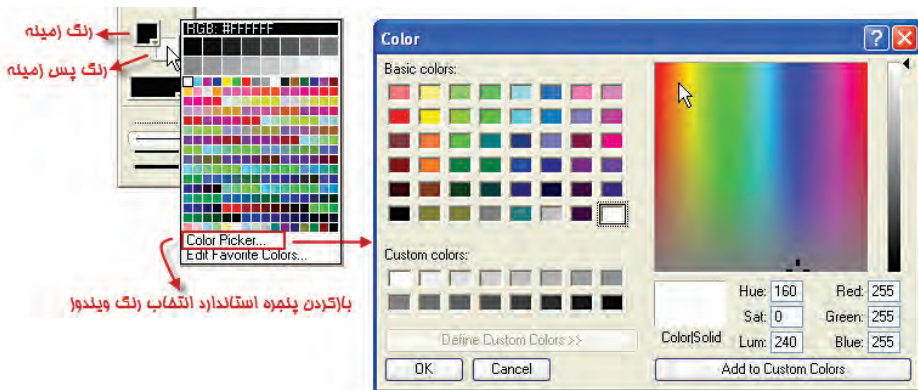 رنگ زمینه
رنگ پس زمینه
RGB: #FFFFFF
Color Picker...
Edit Favorite Colors...
بازکردن پنجره استاندارد انتخاب رنگ ویندوز
Color
Basic colors:
Custom colors:
Define Custom Colors >>
OK
Cancel
Color|Solid
Hue: 160
Sat: 0
Lum: 240
Red: 255
Green: 255
Blue: 255
Add to Custom Colors